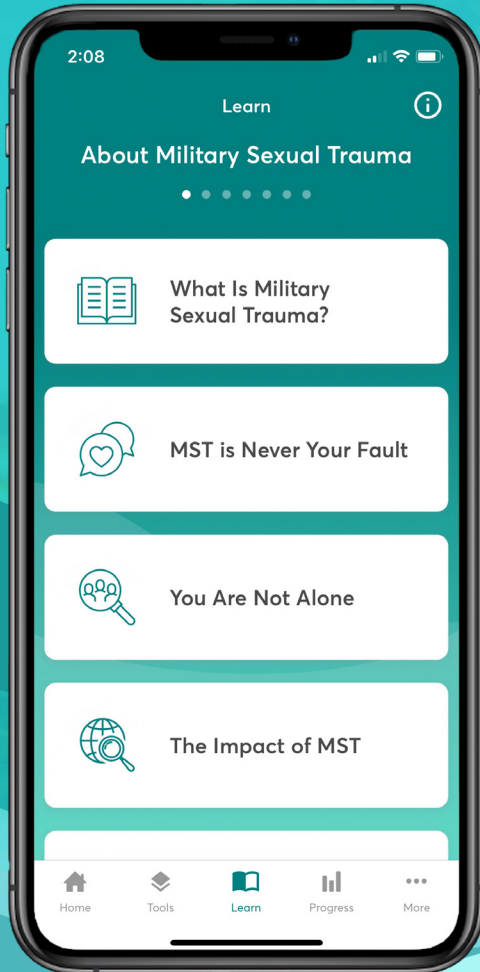 2:08
Learn
About Military Sexual Trauma
What Is Military
Sexual Trauma?
MST is Never Your Fault
You Are Not Alone
The Impact of MST
Home
Tools
Learn
Progress
More